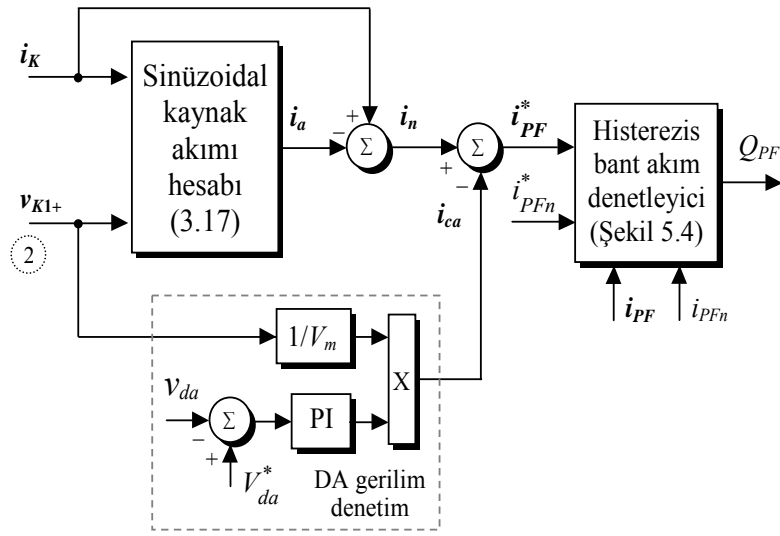 i_K
Sinüzoidal
kaynak
akımı
hesabı
(3.17)
i_a
+
−
Σ
i_n
+
−
Σ
i*_PF
i_ca
i*_PFn
Histerezis
bant akım
denetleyici
(Şekil 5.4)
Q_PF
v_K1+
2
i_PF
i_PFn
1/V_m
X
v_da
−
Σ
+
PI
V*_da
DA gerilim
denetim